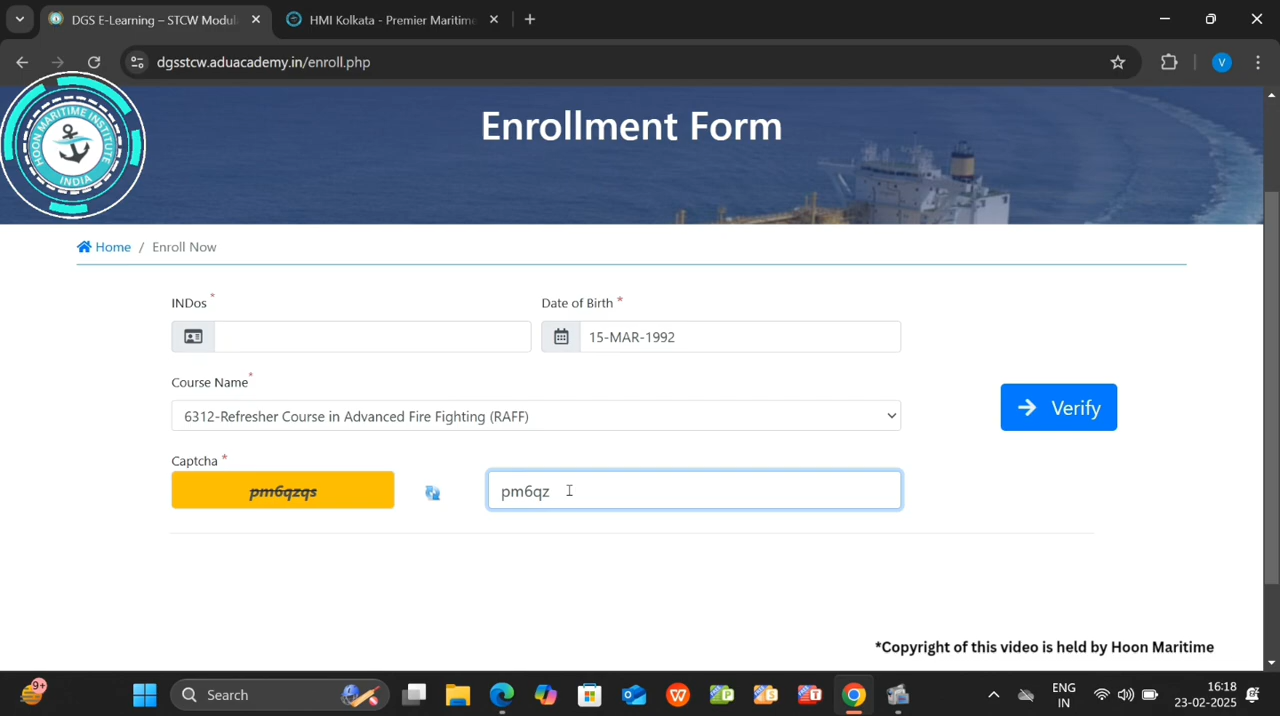 DGS E-Learning – STCW Modula
HMI Kolkata - Premier Maritime
dgsstcw.aduacademy.in/enroll.php
V
HOON MARITIME INSTITUTE
INDIA
Enrollment Form
Home / Enroll Now
INDos *
Date of Birth *
15-MAR-1992
Course Name *
6312-Refresher Course in Advanced Fire Fighting (RAFF)
Verify
Captcha *
pm6qzqs
pm6qz
*Copyright of this video is held by Hoon Maritime
9+
Search
ENG
IN
16:18
23-02-2025